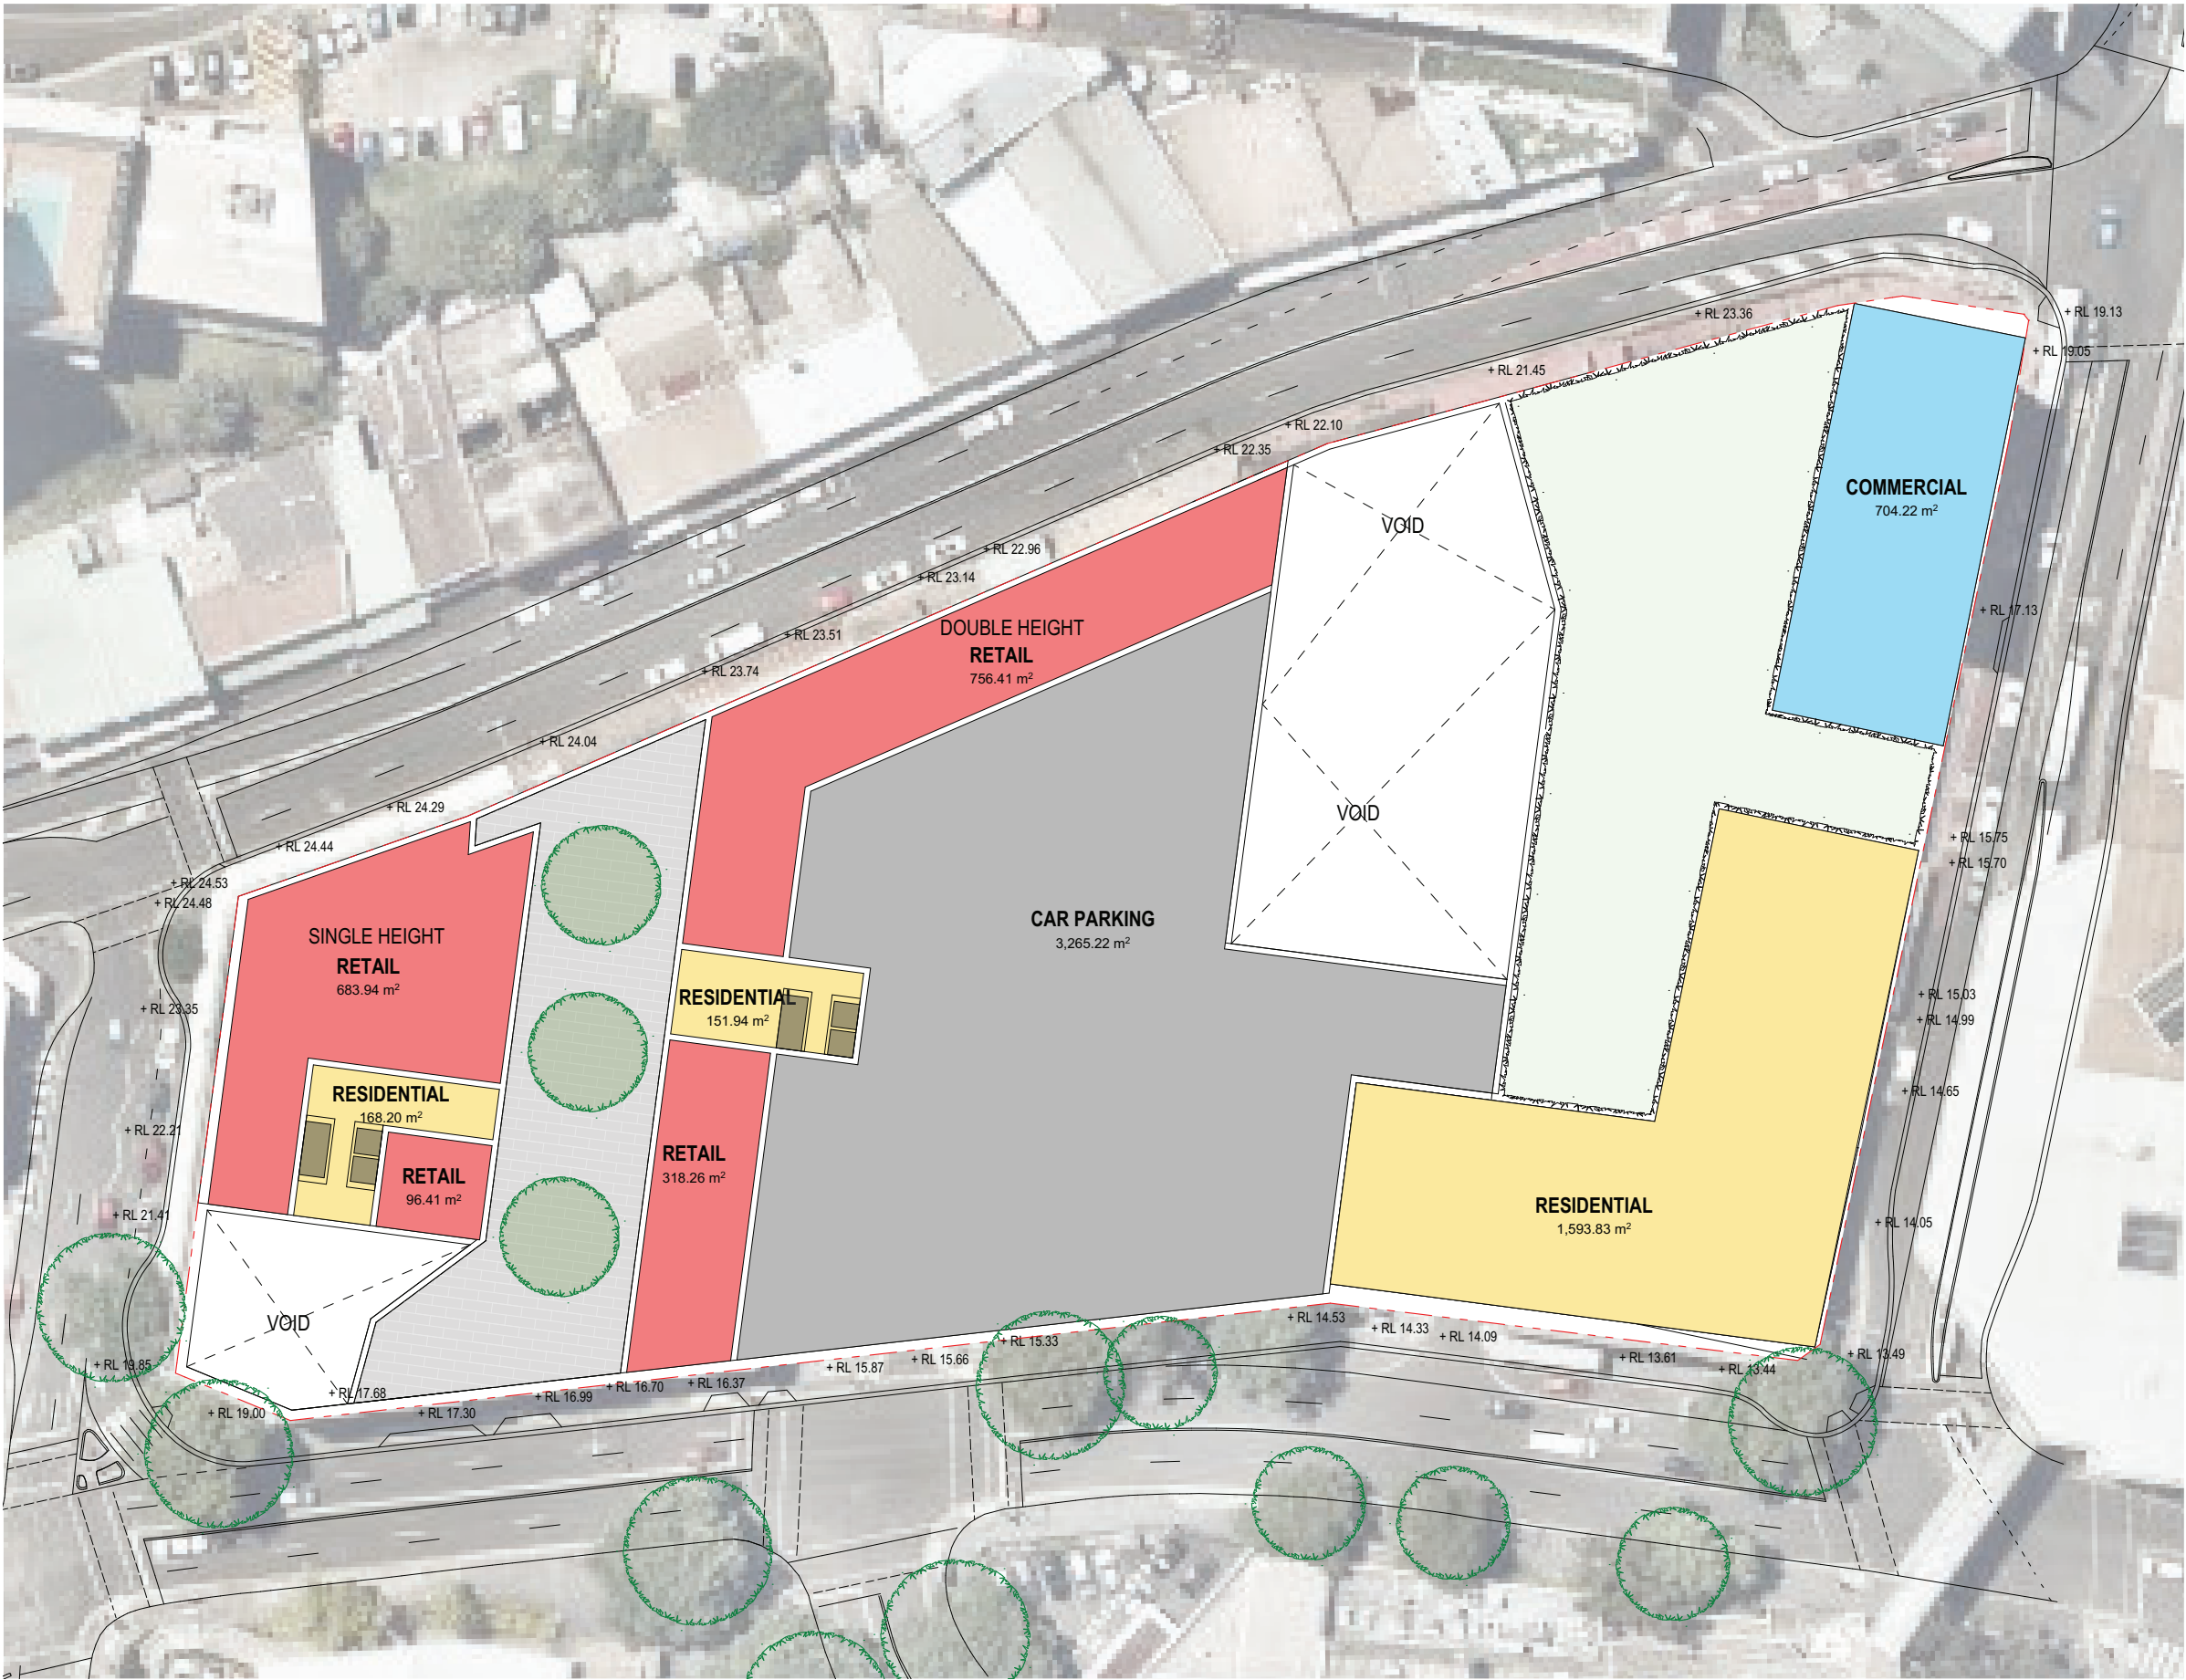 + RL 23.36
+ RL 19.13
+ RL 19.05
+ RL 21.45
+ RL 22.10
+ RL 22.35
COMMERCIAL
704.22 m²
VOID
+ RL 22.96
+ RL 23.14
+ RL 17.13
+ RL 23.51
DOUBLE HEIGHT
RETAIL
756.41 m²
+ RL 23.74
+ RL 24.04
+ RL 24.29
VOID
+ RL 24.44
+ RL 15.75
+ RL 15.70
+ RL 24.53
+ RL 24.48
CAR PARKING
3,265.22 m²
SINGLE HEIGHT
RETAIL
683.94 m²
RESIDENTIAL
151.94 m²
+ RL 23.35
+ RL 15.03
+ RL 14.99
RESIDENTIAL
168.20 m²
+ RL 14.65
+ RL 22.21
RETAIL
318.26 m²
RETAIL
96.41 m²
RESIDENTIAL
1,593.83 m²
+ RL 21.41
+ RL 14.05
VOID
+ RL 14.53
+ RL 14.33
+ RL 14.09
+ RL 15.33
+ RL 15.66
+ RL 15.87
+ RL 13.61
+ RL 13.44
+ RL 13.49
+ RL 19.85
+ RL 17.68
+ RL 16.99
+ RL 16.70
+ RL 16.37
+ RL 19.00
+ RL 17.30